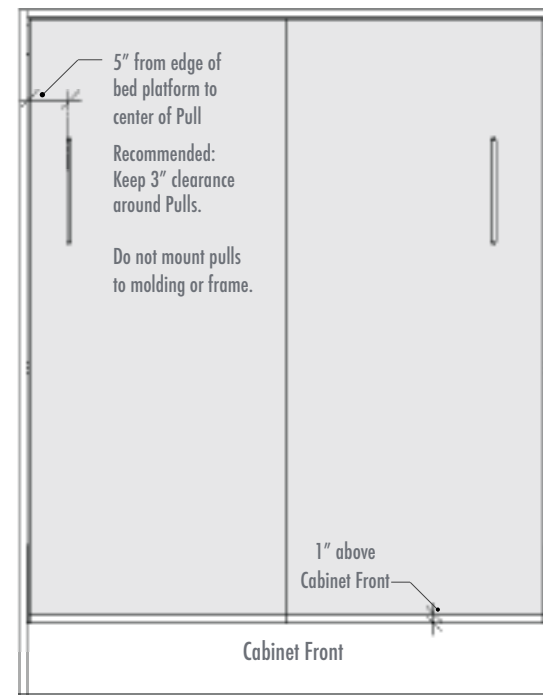 5” from edge of
bed platform to
center of Pull
Recommended:
Keep 3” clearance
around Pulls.
Do not mount pulls
to molding or frame.
1” above
Cabinet Front
Cabinet Front